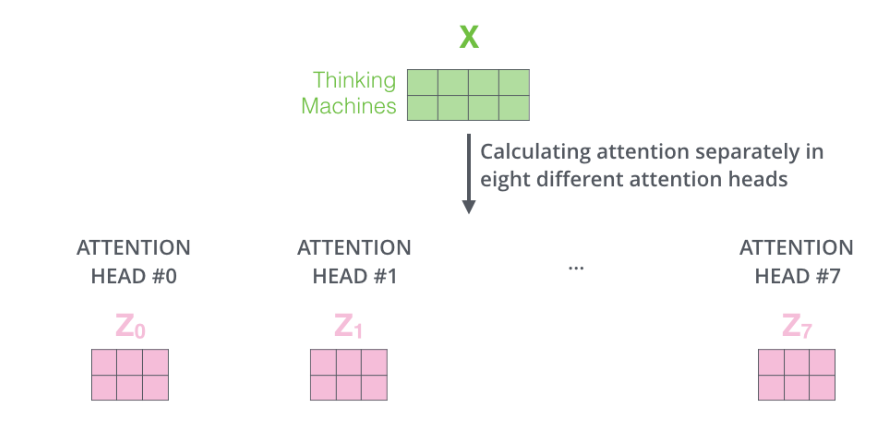 X
Thinking
Machines
Calculating attention separately in
eight different attention heads
ATTENTION
HEAD #0
ATTENTION
HEAD #1
...
ATTENTION
HEAD #7
Z₀
Z₁
Z₇